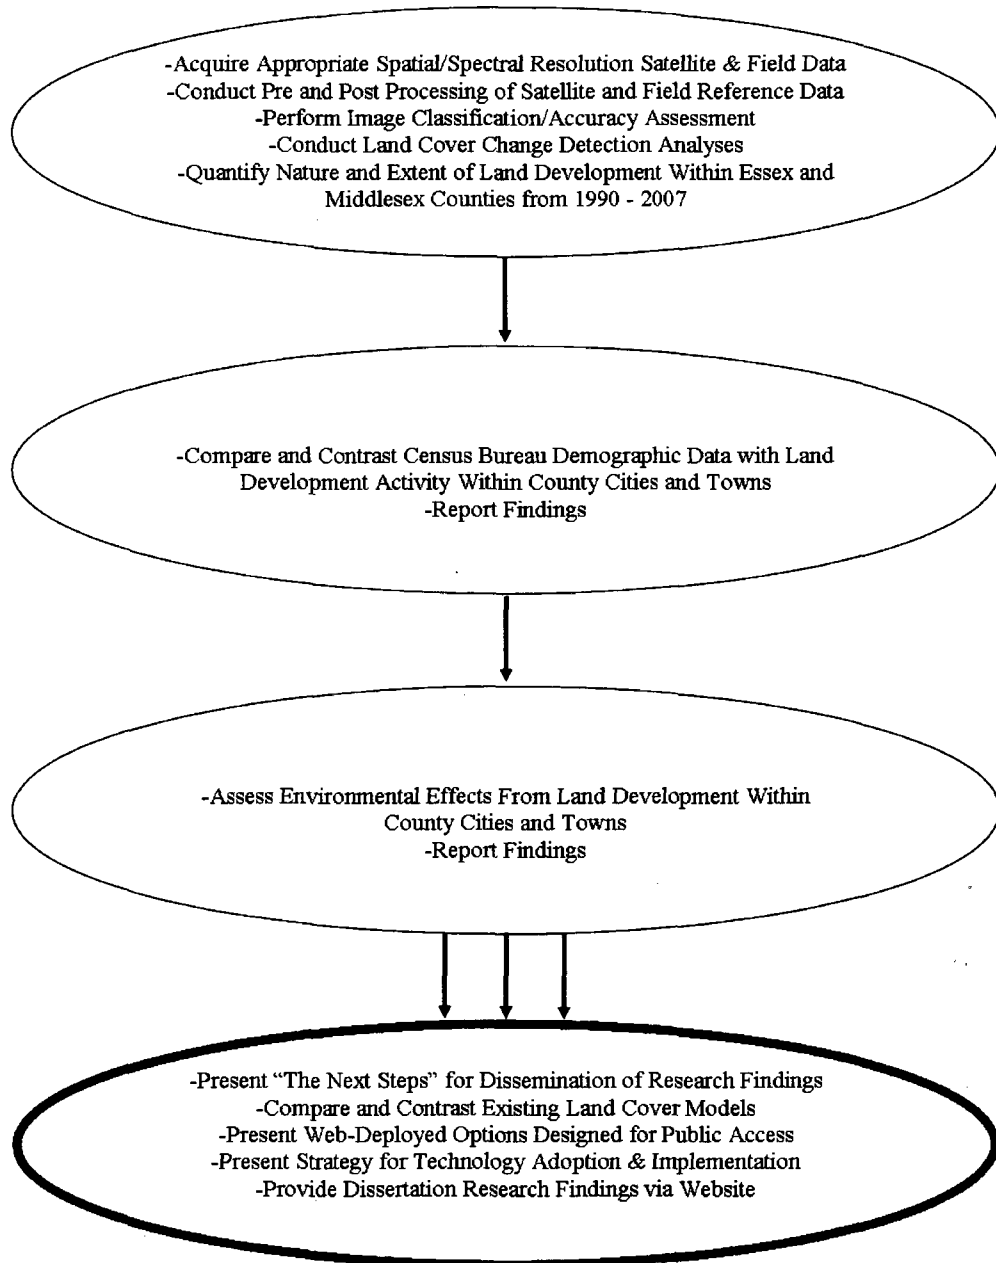 -Acquire Appropriate Spatial/Spectral Resolution Satellite & Field Data
-Conduct Pre and Post Processing of Satellite and Field Reference Data
-Perform Image Classification/Accuracy Assessment
-Conduct Land Cover Change Detection Analyses
-Quantify Nature and Extent of Land Development Within Essex and
Middlesex Counties from 1990 - 2007
-Compare and Contrast Census Bureau Demographic Data with Land
Development Activity Within County Cities and Towns
-Report Findings
-Assess Environmental Effects From Land Development Within
County Cities and Towns
-Report Findings
-Present “The Next Steps” for Dissemination of Research Findings
-Compare and Contrast Existing Land Cover Models
-Present Web-Deployed Options Designed for Public Access
-Present Strategy for Technology Adoption & Implementation
-Provide Dissertation Research Findings via Website